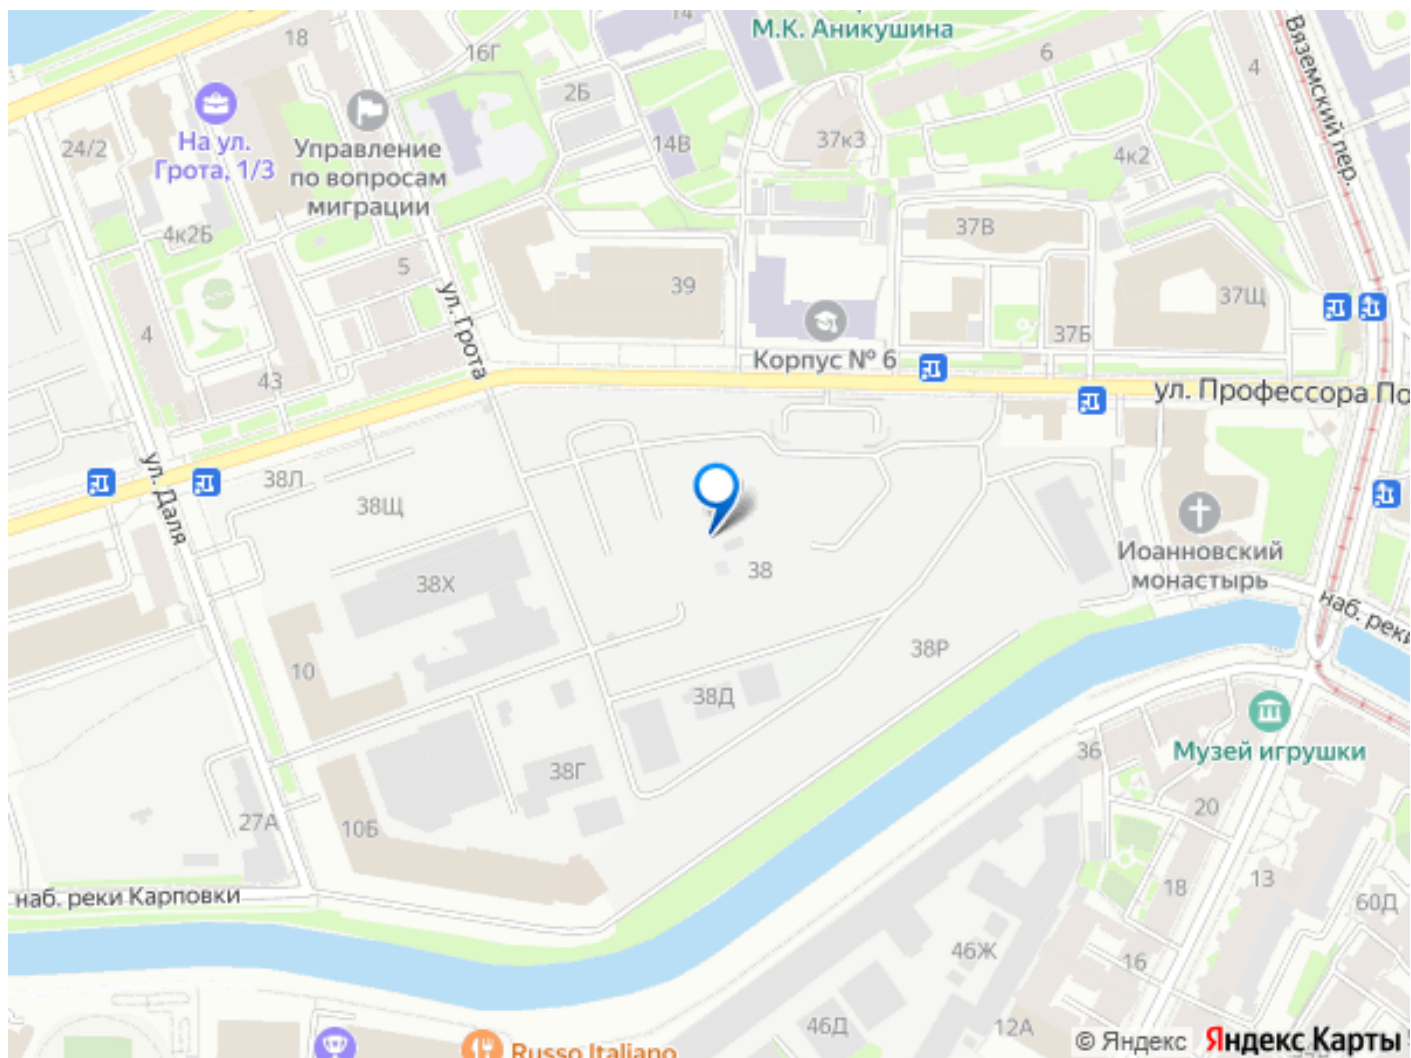 М.К. Аникушина
14
18
16Г
6
4
Вяземский пер.
2Б
24/2
На ул.
Грота, 1/3
Управление
по вопросам
миграции
14В
37к3
4к2
4к2Б
37В
5
39
37Щ
ул. Грота
4
37Б
Корпус № 6
43
ул. Профессора По
38Л
38Щ
ул. Даля
Иоанновский
монастырь
38
38Х
наб. реки
38Р
10
38Д
36
Музей игрушки
38Г
20
27А
10Б
13
18
наб. реки Карповки
60Д
46Ж
16
46Д
12А
© Яндекс Яндекс Карты
Russo Italiano